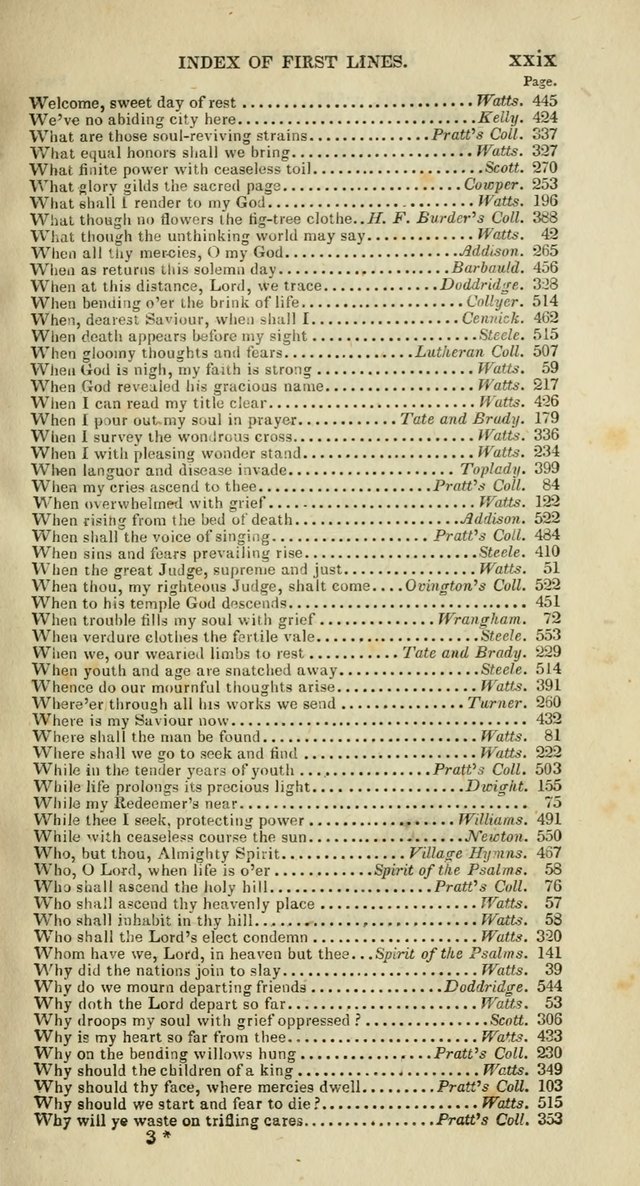 INDEX OF FIRST LINES. xxix
Page.
Welcome, sweet day of rest ........ Watts. 445
We've no abiding city here ........ Kelly. 424
What are those soul-reviving strains ........ Pratt's Coll. 337
What equal honors shall we bring ........ Watts. 327
What finite power with ceaseless toil ........ Scott. 270
What glory gilds the sacred page ........ Cowper. 253
What shall I render to my God ........ Watts. 196
What though no flowers the fig-tree clothe..H. F. Burder's Coll. 388
What though the unthinking world may say ........ Watts. 42
When all thy mercies, O my God ........ Addison. 265
When as returns this solemn day ........ Barbauld. 456
When at this distance, Lord, we trace ........ Doddridge. 328
When bending o'er the brink of life ........ Collyer. 514
When, dearest Saviour, when shall I ........ Cennick. 462
When death appears before my sight ........ Steele. 515
When gloomy thoughts and fears ........ Lutheran Coll. 507
When God is nigh, my faith is strong ........ Watts. 59
When God revealed his gracious name ........ Watts. 217
When I can read my title clear ........ Watts. 426
When I pour out my soul in prayer ........ Tate and Brady. 179
When I survey the wondrous cross ........ Watts. 336
When I with pleasing wonder stand ........ Watts. 234
When languor and disease invade ........ Toplady. 399
When my cries ascend to thee ........ Pratt's Coll. 84
When overwhelmed with grief ........ Watts. 122
When rising from the bed of death ........ Addison. 522
When shall the voice of singing ........ Pratt's Coll. 484
When sins and fears prevailing rise ........ Steele. 410
When the great Judge, supreme and just ........ Watts. 51
When thou, my righteous Judge, shalt come ....Ovington's Coll. 522
When to his temple God descends ........ 451
When trouble fills my soul with grief ........ Wrangham. 72
When verdure clothes the fertile vale ........ Steele. 553
When we, our wearied limbs to rest ........ Tate and Brady. 229
When youth and age are snatched away ........ Steele. 514
Whence do our mournful thoughts arise ........ Watts. 391
Where'er through all his works we send ........ Turner. 260
Where is my Saviour now ........ 432
Where shall the man be found ........ Watts. 81
Where shall we go to seek and find ........ Watts. 222
While in the tender years of youth ........ Pratt's Coll. 503
While life prolongs its precious light ........ Dwight. 155
While my Redeemer's near ........ 75
While thee I seek, protecting power ........ Williams. 491
While with ceaseless course the sun ........ Newton. 550
Who, but thou, Almighty Spirit ........ Village Hymns. 467
Who, O Lord, when life is o'er ........ Spirit of the Psalms. 58
Who shall ascend the holy hill ........ Pratt's Coll. 76
Who shall ascend thy heavenly place ........ Watts. 57
Who shall inhabit in thy hill ........ Watts. 58
Who shall the Lord's elect condemn ........ Watts. 320
Whom have we, Lord, in heaven but thee...Spirit of the Psalms. 141
Why did the nations join to slay ........ Watts. 39
Why do we mourn departing friends ........ Doddridge. 544
Why doth the Lord depart so far ........ Watts. 53
Why droops my soul with grief oppressed ? ........ Scott. 306
Why is my heart so far from thee ........ Watts. 433
Why on the bending willows hung ........ Pratt's Coll. 230
Why should the children of a king ........ Watts. 349
Why should thy face, where mercies dwell ........ Pratt's Coll. 103
Why should we start and fear to die ? ........ Watts. 515
Why will ye waste on trifling cares ........ Pratt's Coll. 353
3 *